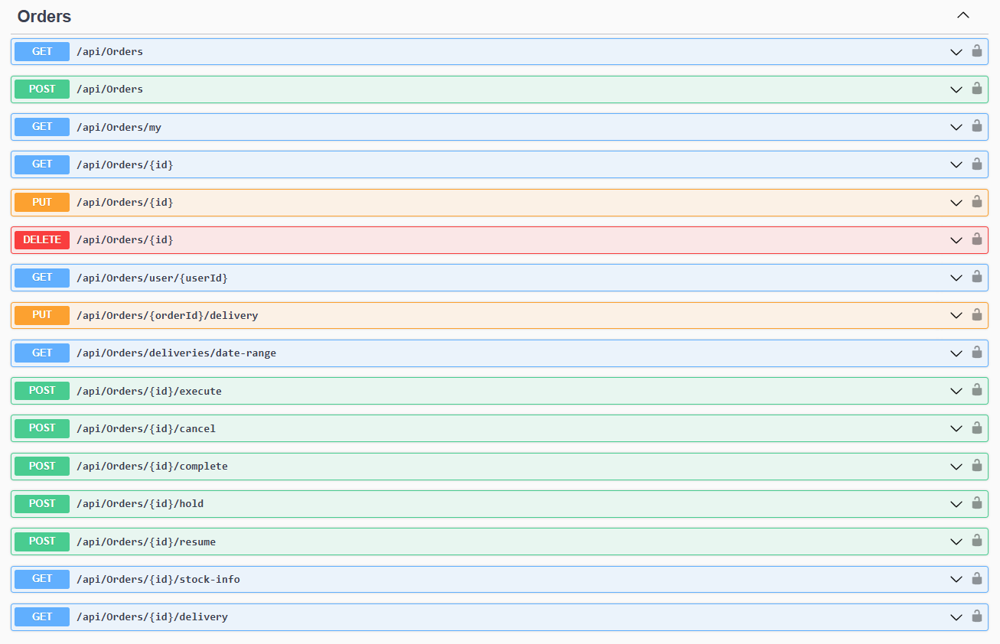 Orders
GET /api/Orders
POST /api/Orders
GET /api/Orders/my
GET /api/Orders/{id}
PUT /api/Orders/{id}
DELETE /api/Orders/{id}
GET /api/Orders/user/{userId}
PUT /api/Orders/{orderId}/delivery
GET /api/Orders/deliveries/date-range
POST /api/Orders/{id}/execute
POST /api/Orders/{id}/cancel
POST /api/Orders/{id}/complete
POST /api/Orders/{id}/hold
POST /api/Orders/{id}/resume
GET /api/Orders/{id}/stock-info
GET /api/Orders/{id}/delivery